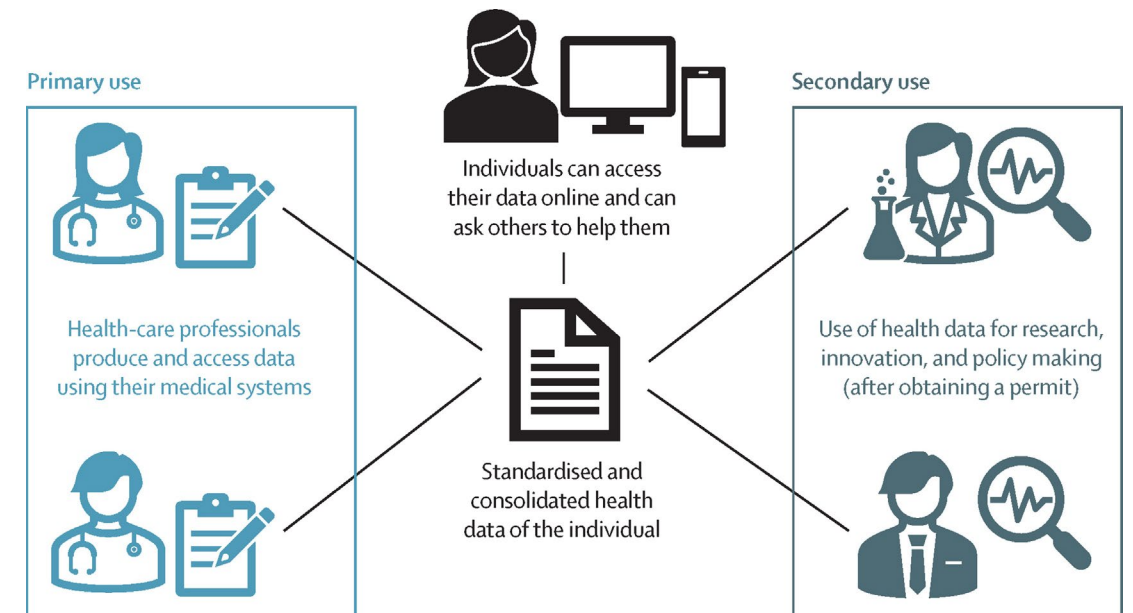 Primary use
Health-care professionals
produce and access data
using their medical systems
Individuals can access
their data online and can
ask others to help them
Standardised and
consolidated health
data of the individual
Secondary use
Use of health data for research,
innovation, and policy making
(after obtaining a permit)